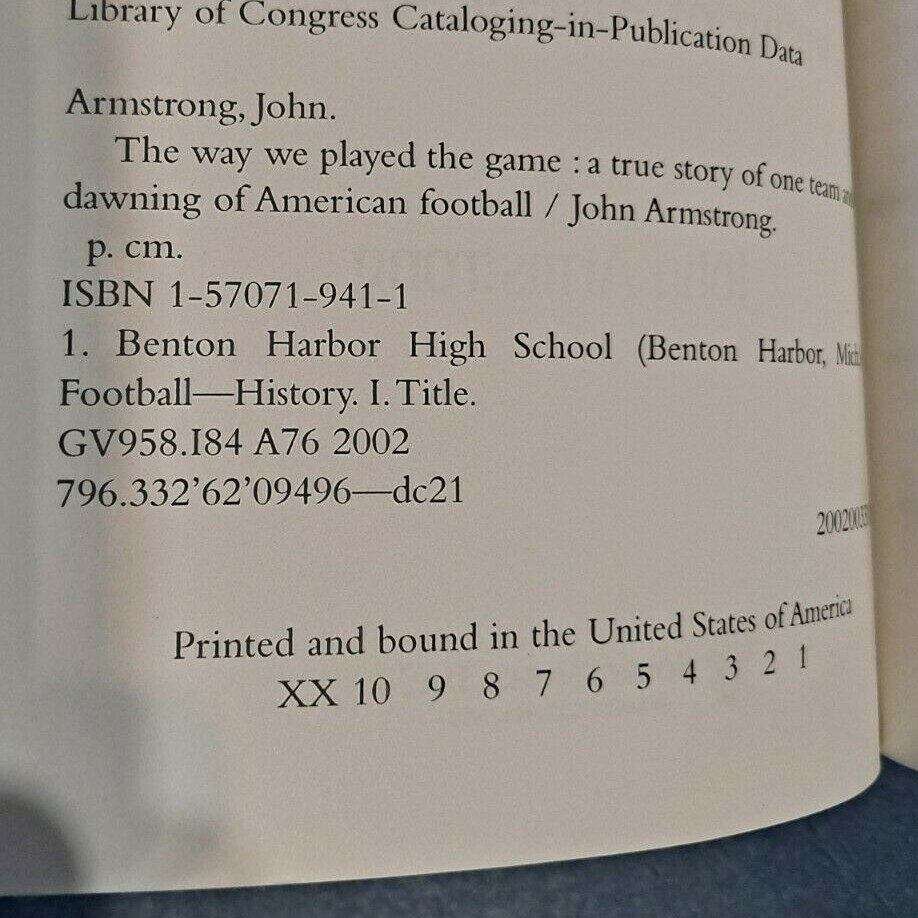 Library of Congress Cataloging-in-Publication Data
Armstrong, John.
The way we played the game : a true story of one team and
dawning of American football / John Armstrong.
p. cm.
ISBN 1-57071-941-1
1. Benton Harbor High School (Benton Harbor, Mich.
Football—History. I. Title.
GV958.I84 A76 2002
796.332’62’09496—dc21
Printed and bound in the United States of America
XX 10 9 8 7 6 5 4 3 2 1